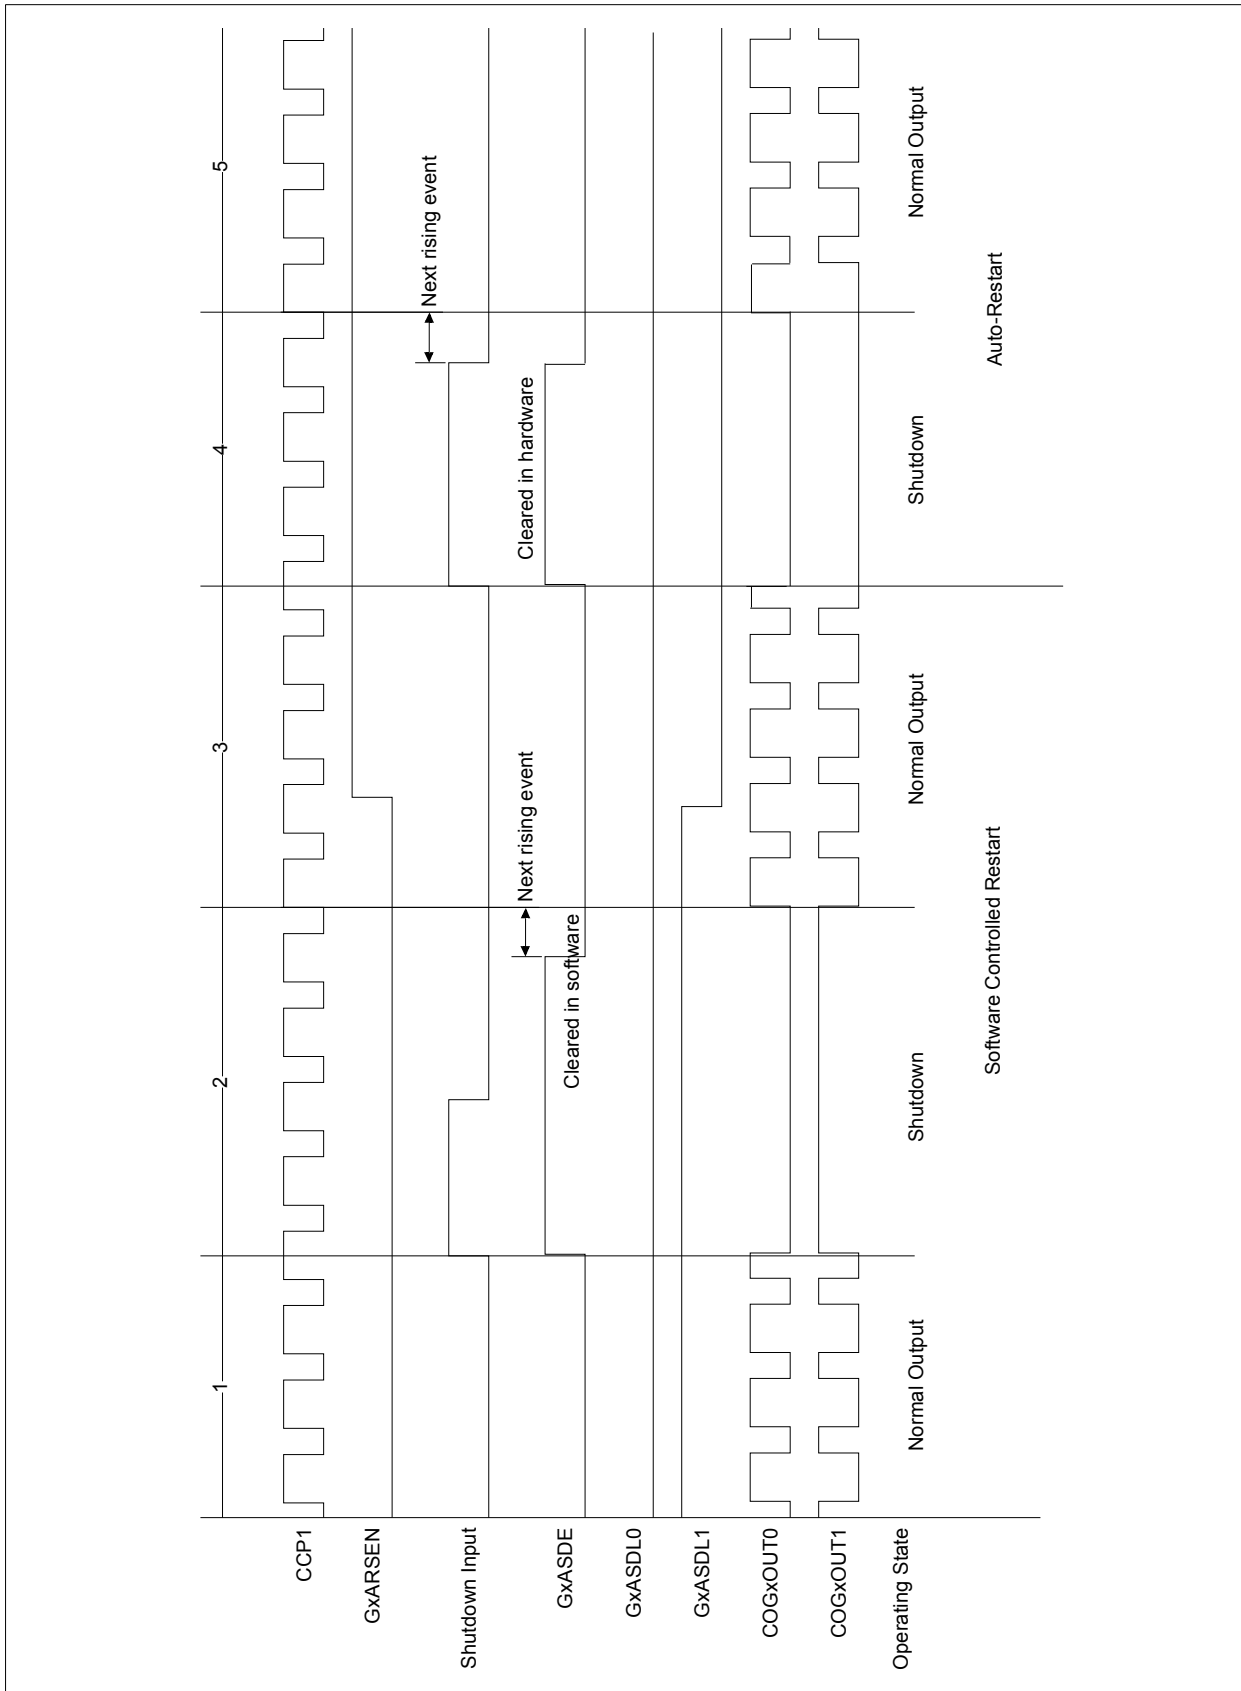 1
2
3
4
5
CCP1
GxARSEN
Next rising event
Shutdown Input
Next rising event
Cleared in software
Cleared in hardware
GxASDE
GxASDL0
GxASDL1
COGxOUT0
COGxOUT1
Operating State
Normal Output
Shutdown
Normal Output
Shutdown
Normal Output
Software Controlled Restart
Auto-Restart